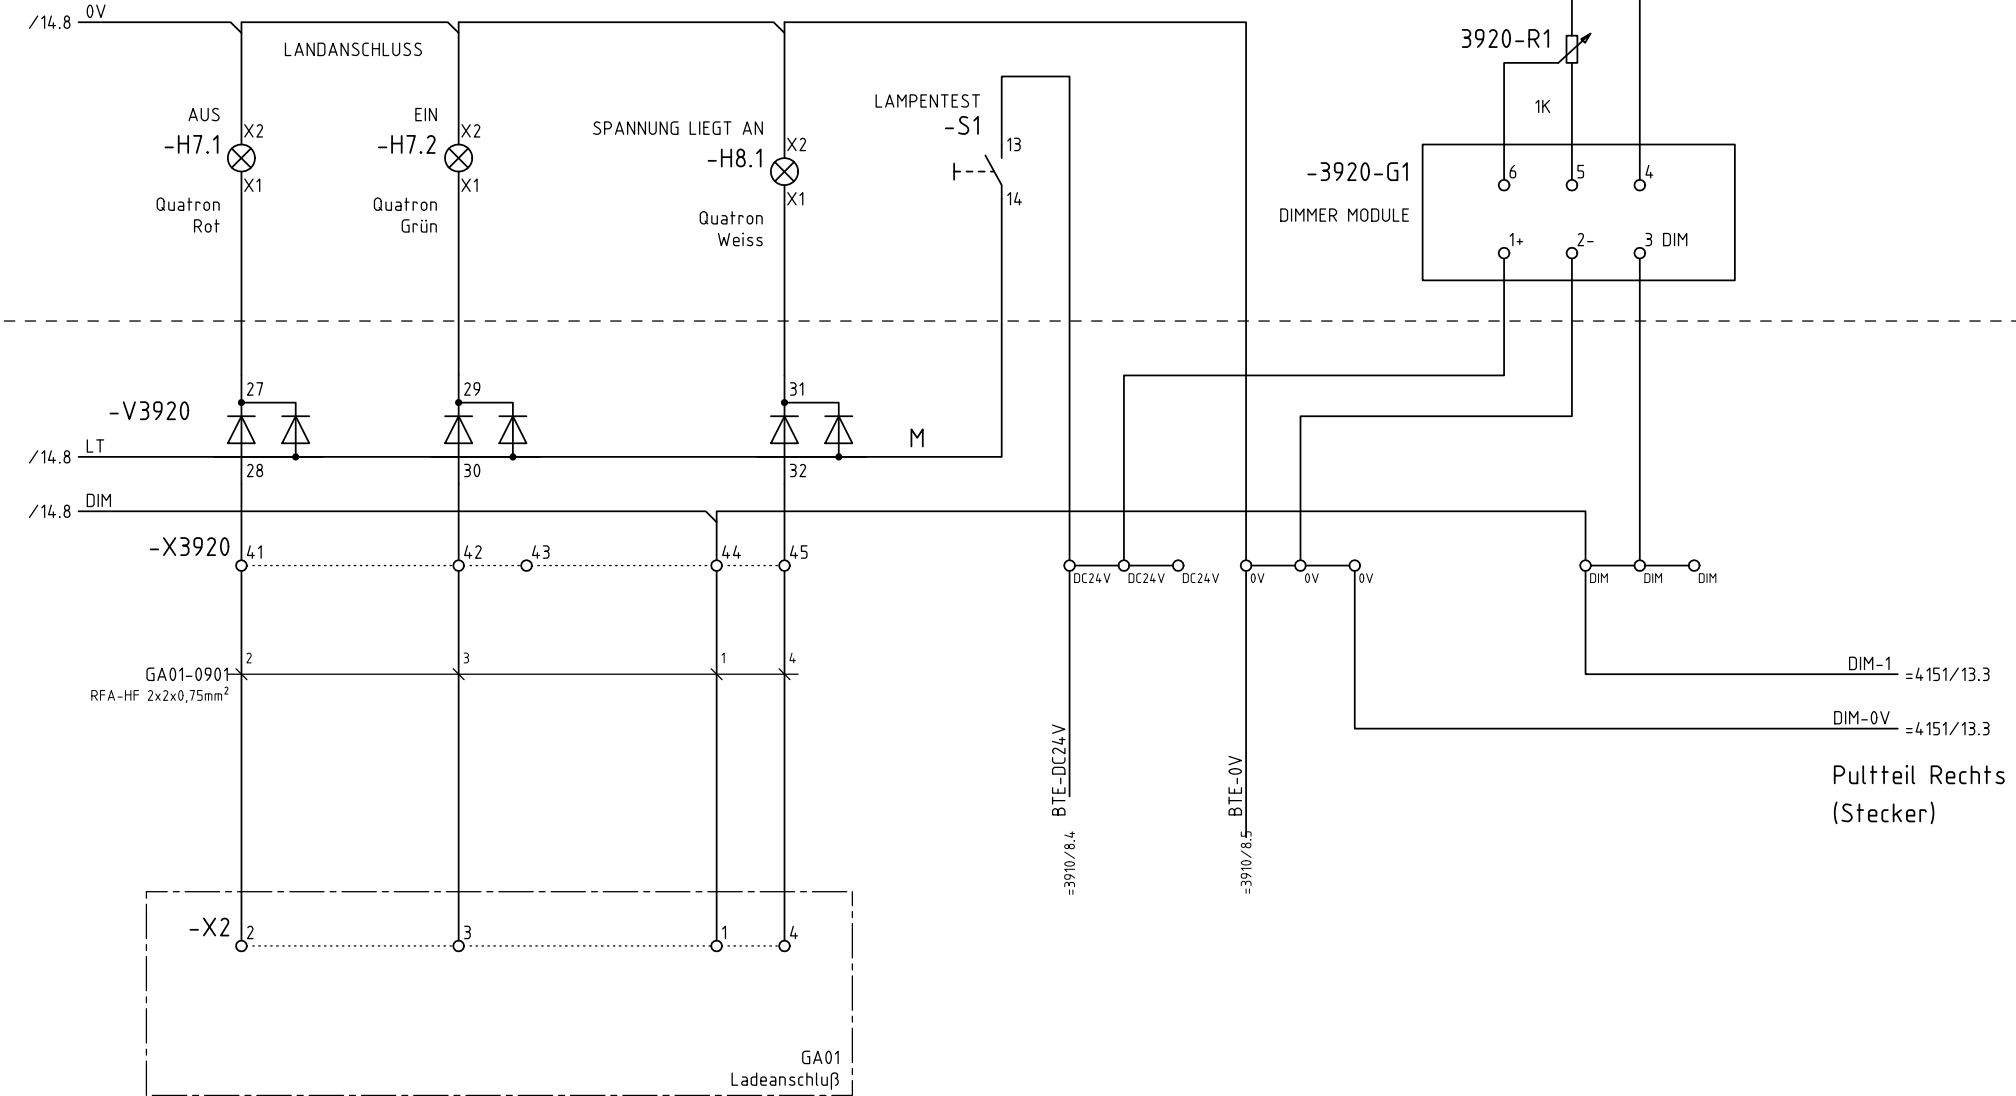 0V
/14.8
LANDANSCHLUSS
AUS
-H7.1
X2
X1
Quatron
Rot
EIN
-H7.2
X2
X1
Quatron
Grün
SPANNUNG LIEGT AN
-H8.1
X2
X1
Quatron
Weiss
LAMPENTEST
-S1
13
14
3920-R1
1K
-3920-G1
DIMMER MODULE
6
5
4
1+
2-
3 DIM
-V3920
27
29
31
M
LT
/14.8
28
30
32
DIM
/14.8
-X3920
41
42
43
44
45
DC24V
DC24V
DC24V
0V
0V
0V
DIM
DIM
DIM
GA01-0901
RFA-HF 2x2x0,75mm²
2
3
1
4
DIM-1
=4151/13.3
DIM-0V
=4151/13.3
BTE-DC24V
=3910/8.4
BTE-0V
=3910/8.5
Pultteil Rechts
(Stecker)
-X2
2
3
1
4
GA01
Ladeanschluß